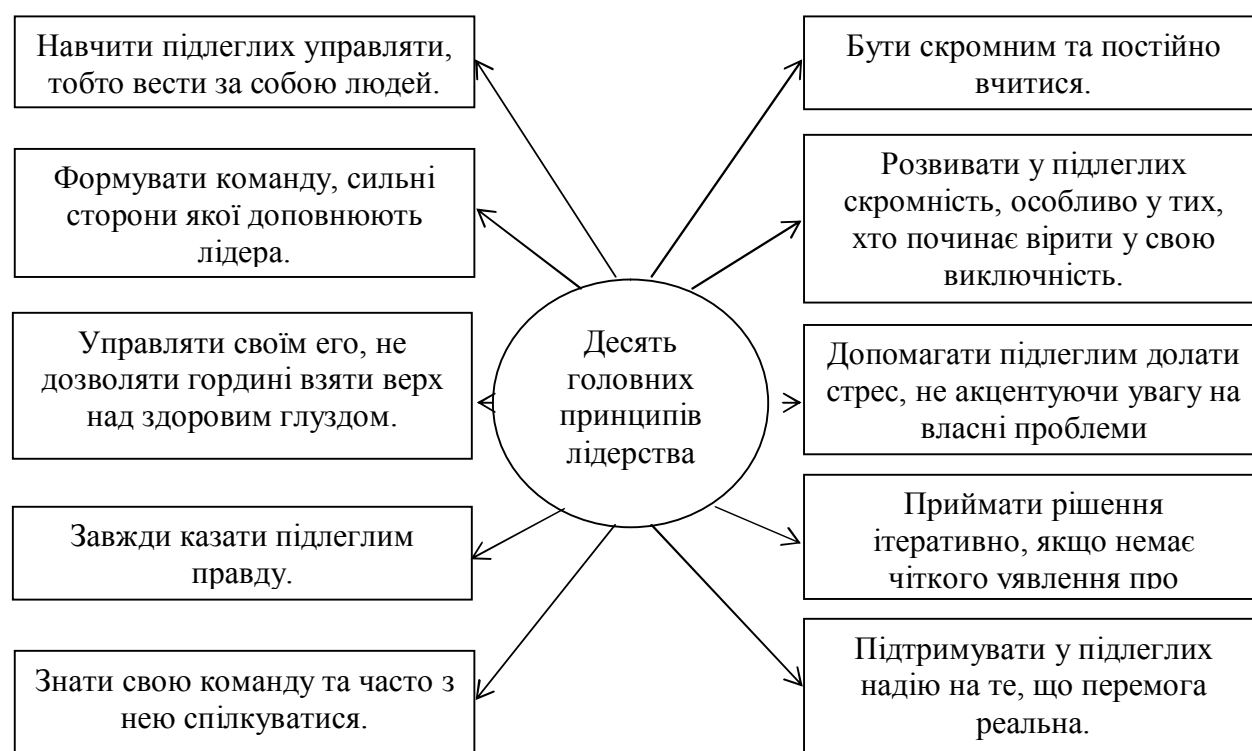 Навчити підлеглих управляти,
тобто вести за собою людей.
Формувати команду, сильні
сторони якої доповнюють
лідера.
Управляти своїм его, не
дозволяти гордині взяти верх
над здоровим глуздом.
Завжди казати підлеглим
правду.
Знати свою команду та часто з
нею спілкуватися.
Десять
головних
принципів
лідерства
Бути скромним та постійно
вчитися.
Розвивати у підлеглих
скромність, особливо у тих,
хто починає вірити у свою
виключність.
Допомагати підлеглим долати
стрес, не акцентуючи увагу на
власні проблеми
Приймати рішення
ітеративно, якщо немає
чіткого уявлення про
Підтримувати у підлеглих
надію на те, що перемога
реальна.